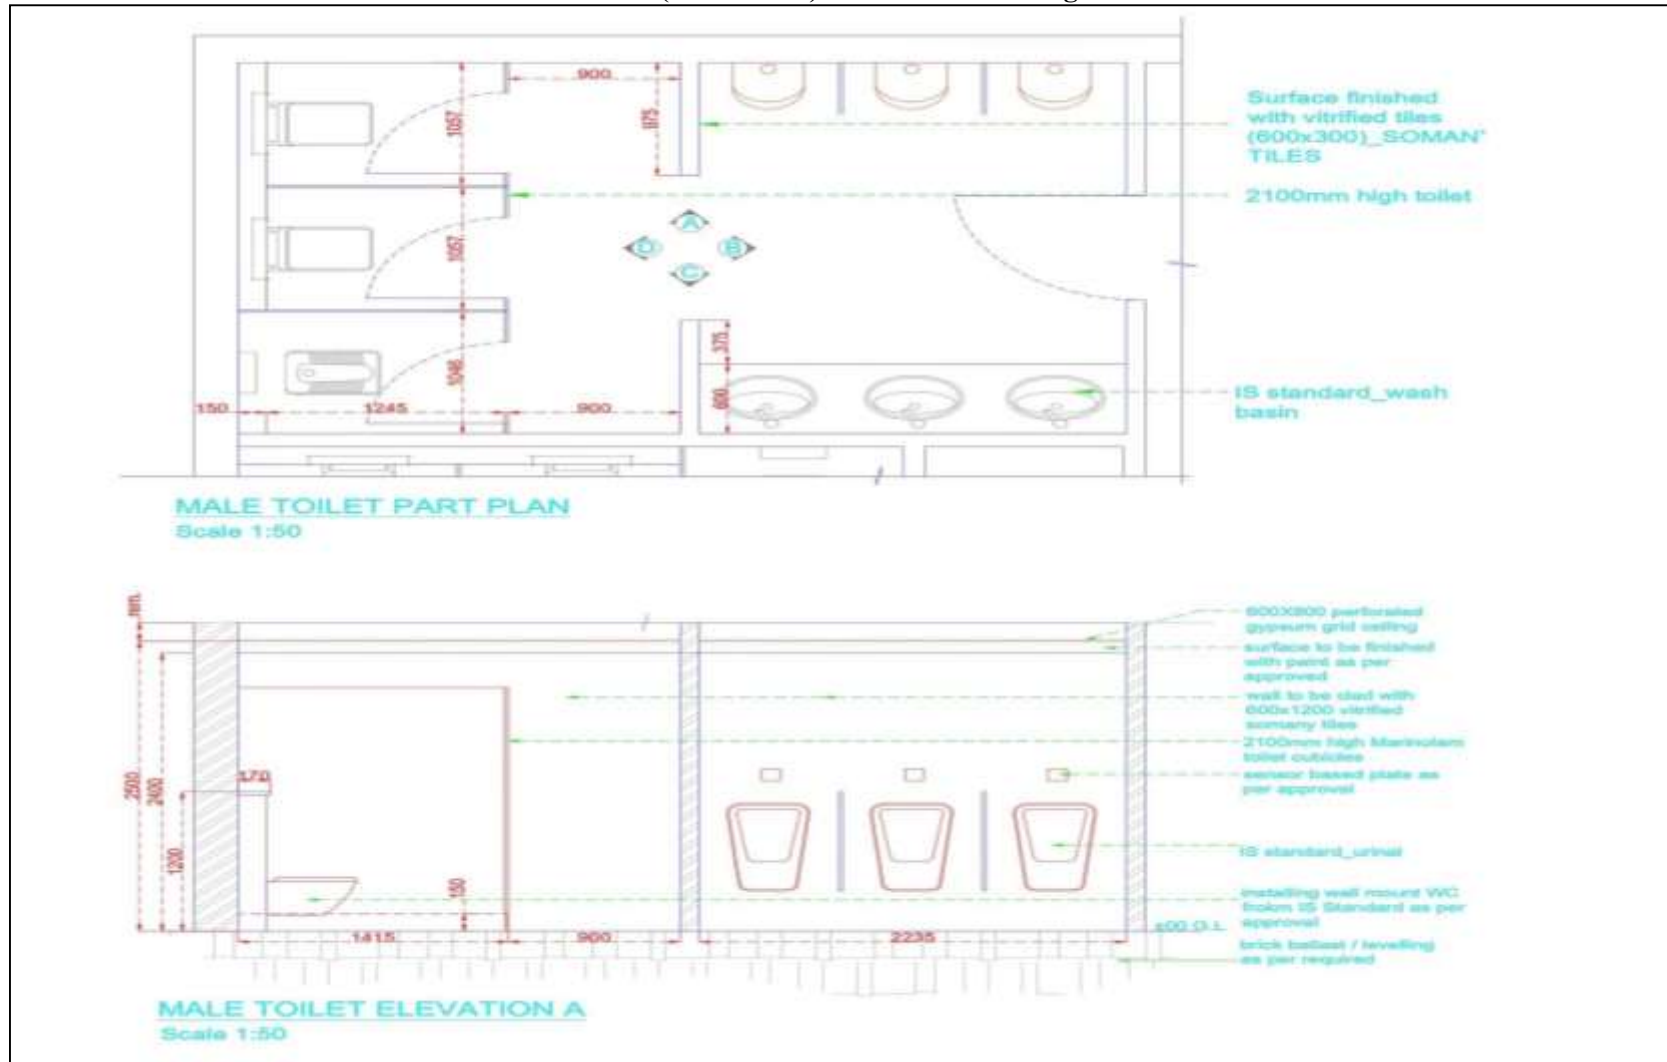 900
1057
1175
Surface finished
with vitrified tiles
(600x300)_SOMAN'
TILES
2100mm high toilet
A
D
B
C
1057
375
1046
600
150
1245
900
IS standard_wash
basin
MALE TOILET PART PLAN
Scale 1:50
rem.
600X600 perforated
gypsum grid ceiling
surface to be finished
with paint as per
approved
wall to be clad with
600x1200 vitrified
somany tiles
2100mm high Marinolam
toilet cubicles
sensor based plate as
per approval
170
2500
2400
1200
IS standard_urinal
150
installing wall mount WC
frokm IS Standard as per
approval
1415
900
2235
brick ballast / levelling
as per required
MALE TOILET ELEVATION A
Scale 1:50